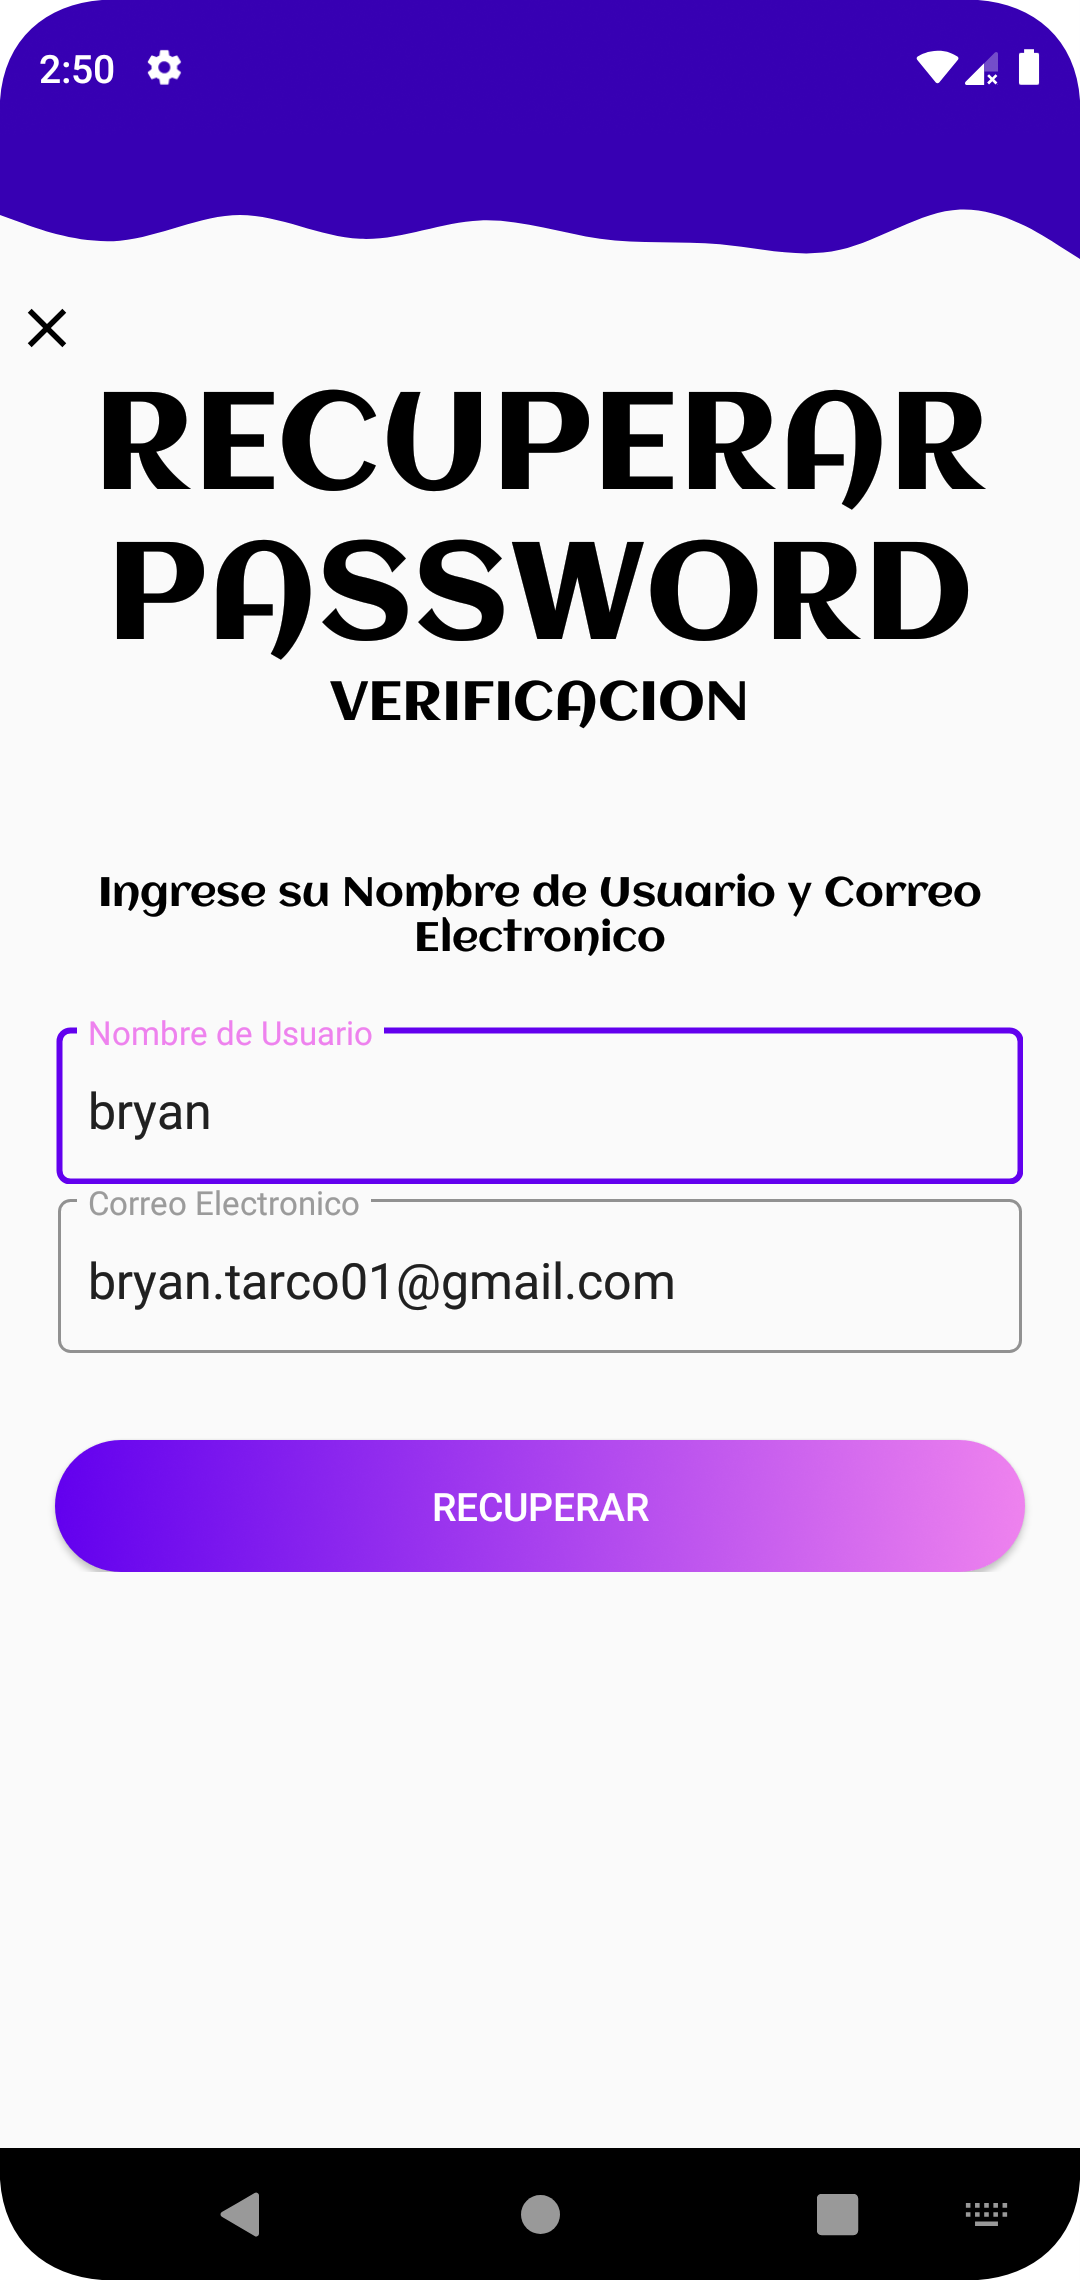 2:50
RECUPERAR
PASSWORD
VERIFICACION
Ingrese su Nombre de Usuario y Correo
Electronico
Nombre de Usuario
bryan
Correo Electronico
bryan.tarco01@gmail.com
RECUPERAR